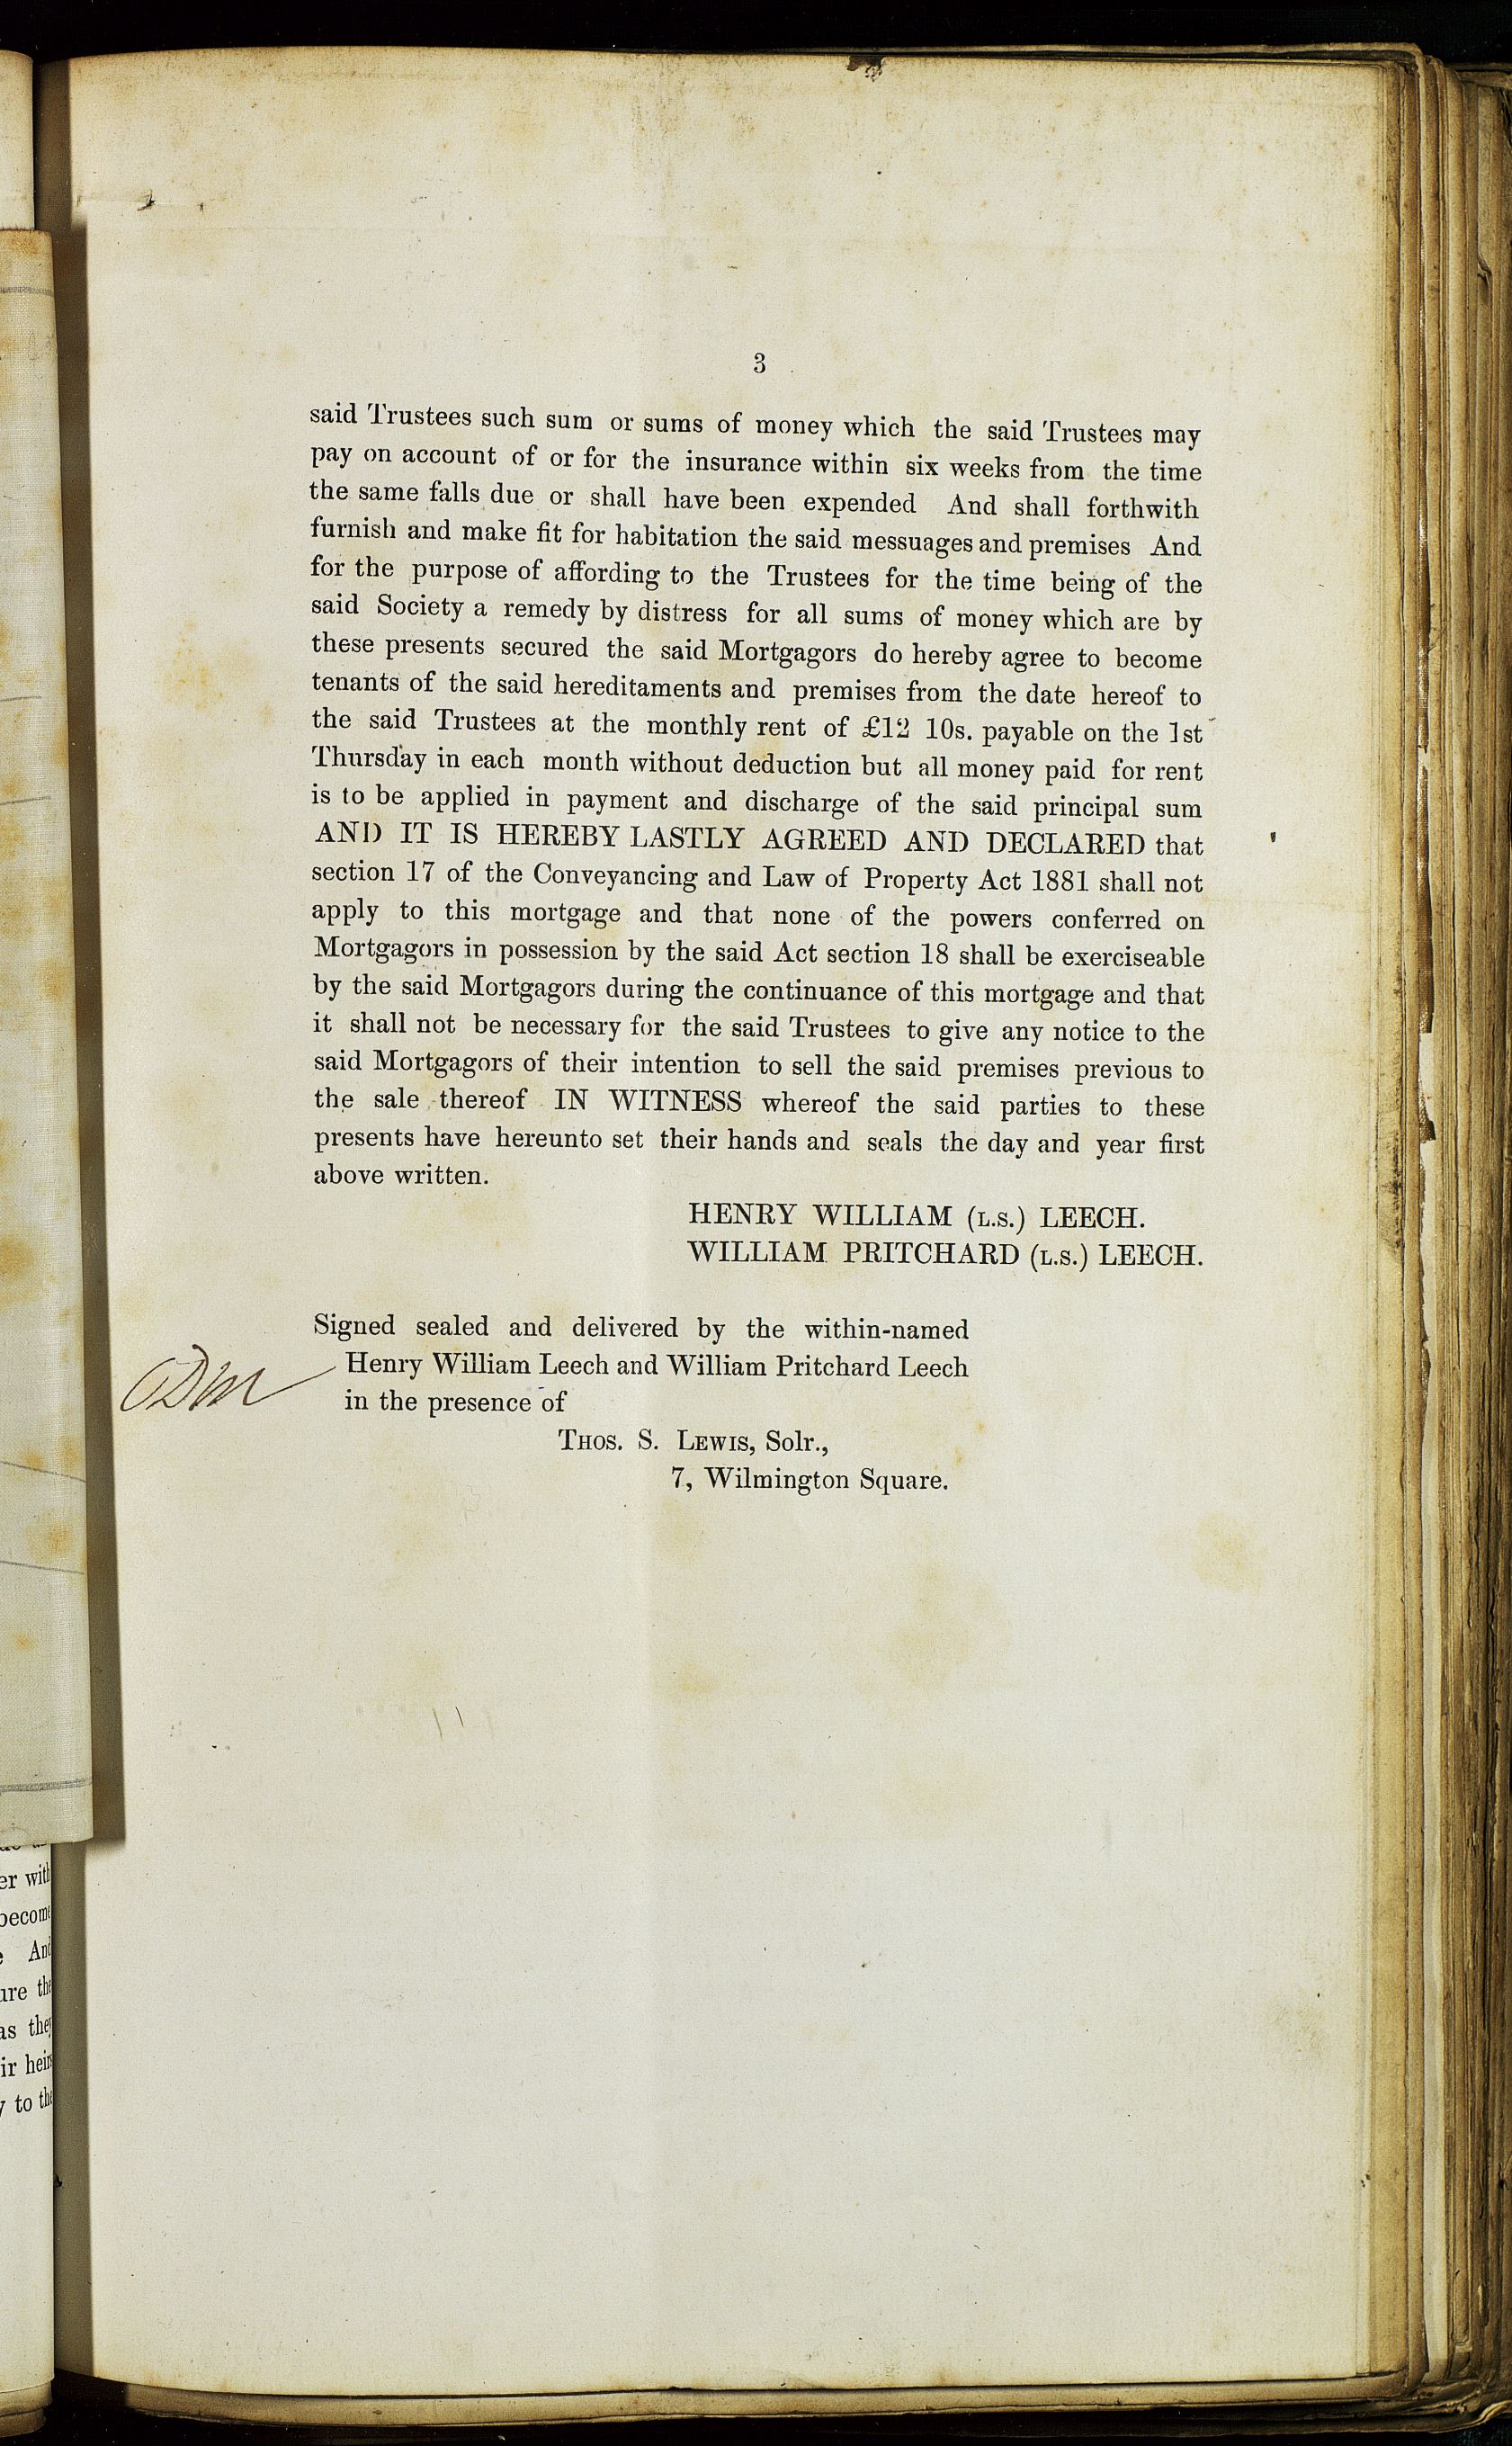 3
said Trustees such sum or sums of money which the said Trustees may
pay on account of or for the insurance within six weeks from the time
the same falls due or shall have been expended And shall forthwith
furnish and make fit for habitation the said messuages and premises And
for the purpose of affording to the Trustees for the time being of the
said Society a remedy by distress for all sums of money which are by
these presents secured the said Mortgagors do hereby agree to become
tenants of the said hereditaments and premises from the date hereof to
the said Trustees at the monthly rent of £12 10s. payable on the 1st
Thursday in each month without deduction but all money paid for rent
is to be applied in payment and discharge of the said principal sum
AND IT IS HEREBY LASTLY AGREED AND DECLARED that
section 17 of the Conveyancing and Law of Property Act 1881 shall not
apply to this mortgage and that none of the powers conferred on
Mortgagors in possession by the said Act section 18 shall be exerciseable
by the said Mortgagors during the continuance of this mortgage and that
it shall not be necessary for the said Trustees to give any notice to the
said Mortgagors of their intention to sell the said premises previous to
the sale thereof IN WITNESS whereof the said parties to these
presents have hereunto set their hands and seals the day and year first
above written.
HENRY WILLIAM (L.S.) LEECH.
WILLIAM PRITCHARD (L.S.) LEECH.
Signed sealed and delivered by the within-named
Henry William Leech and William Pritchard Leech
in the presence of
THOS. S. LEWIS, Solr.,
7, Wilmington Square.